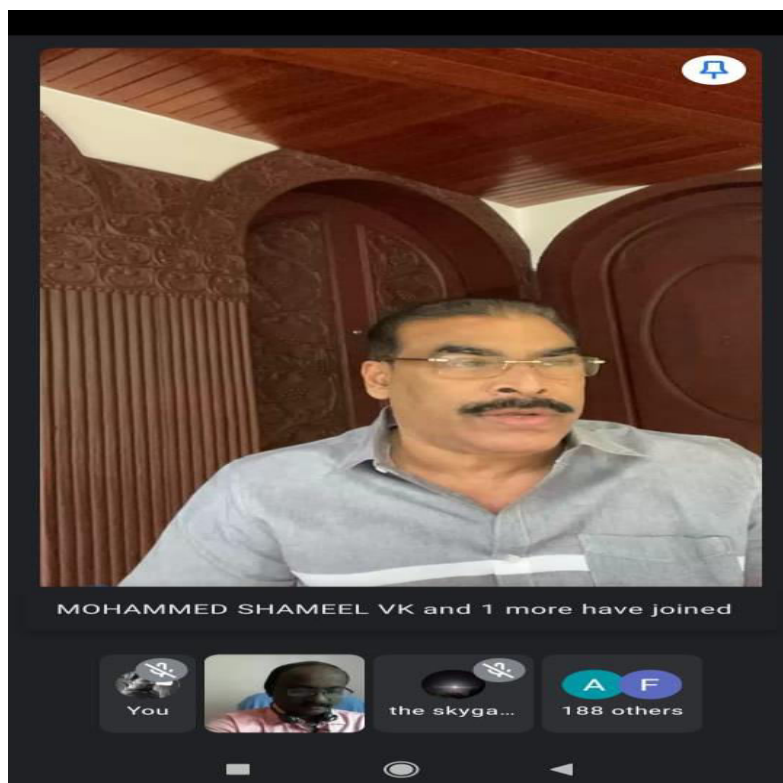 MOHAMMED SHAMEEL VK and 1 more have joined
You
the skyga...
A F
188 others